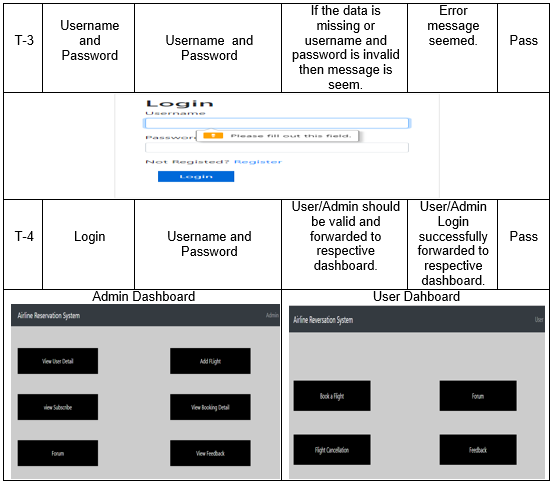 T-3
Username
and
Password
Username and
Password
If the data is
missing or
username and
password is invalid
then message is
seem.
Error
message
seemed.
Pass
Login
Username
Please fill out this field.
Password
Not Registed? Register
Login
T-4
Login
Username and
Password
User/Admin should
be valid and
forwarded to
respective
dashboard.
User/Admin
Login
successfully
forwarded to
respective
dashboard.
Pass
Admin Dashboard
Airline Reservation System
Admin
View User Detail
Add FLight
view Subscribe
View Booking Detail
Forum
View Feedback
User Dahboard
Airline Reversation System
User
Book a Flight
Forum
Flight Cancellation
Feedback